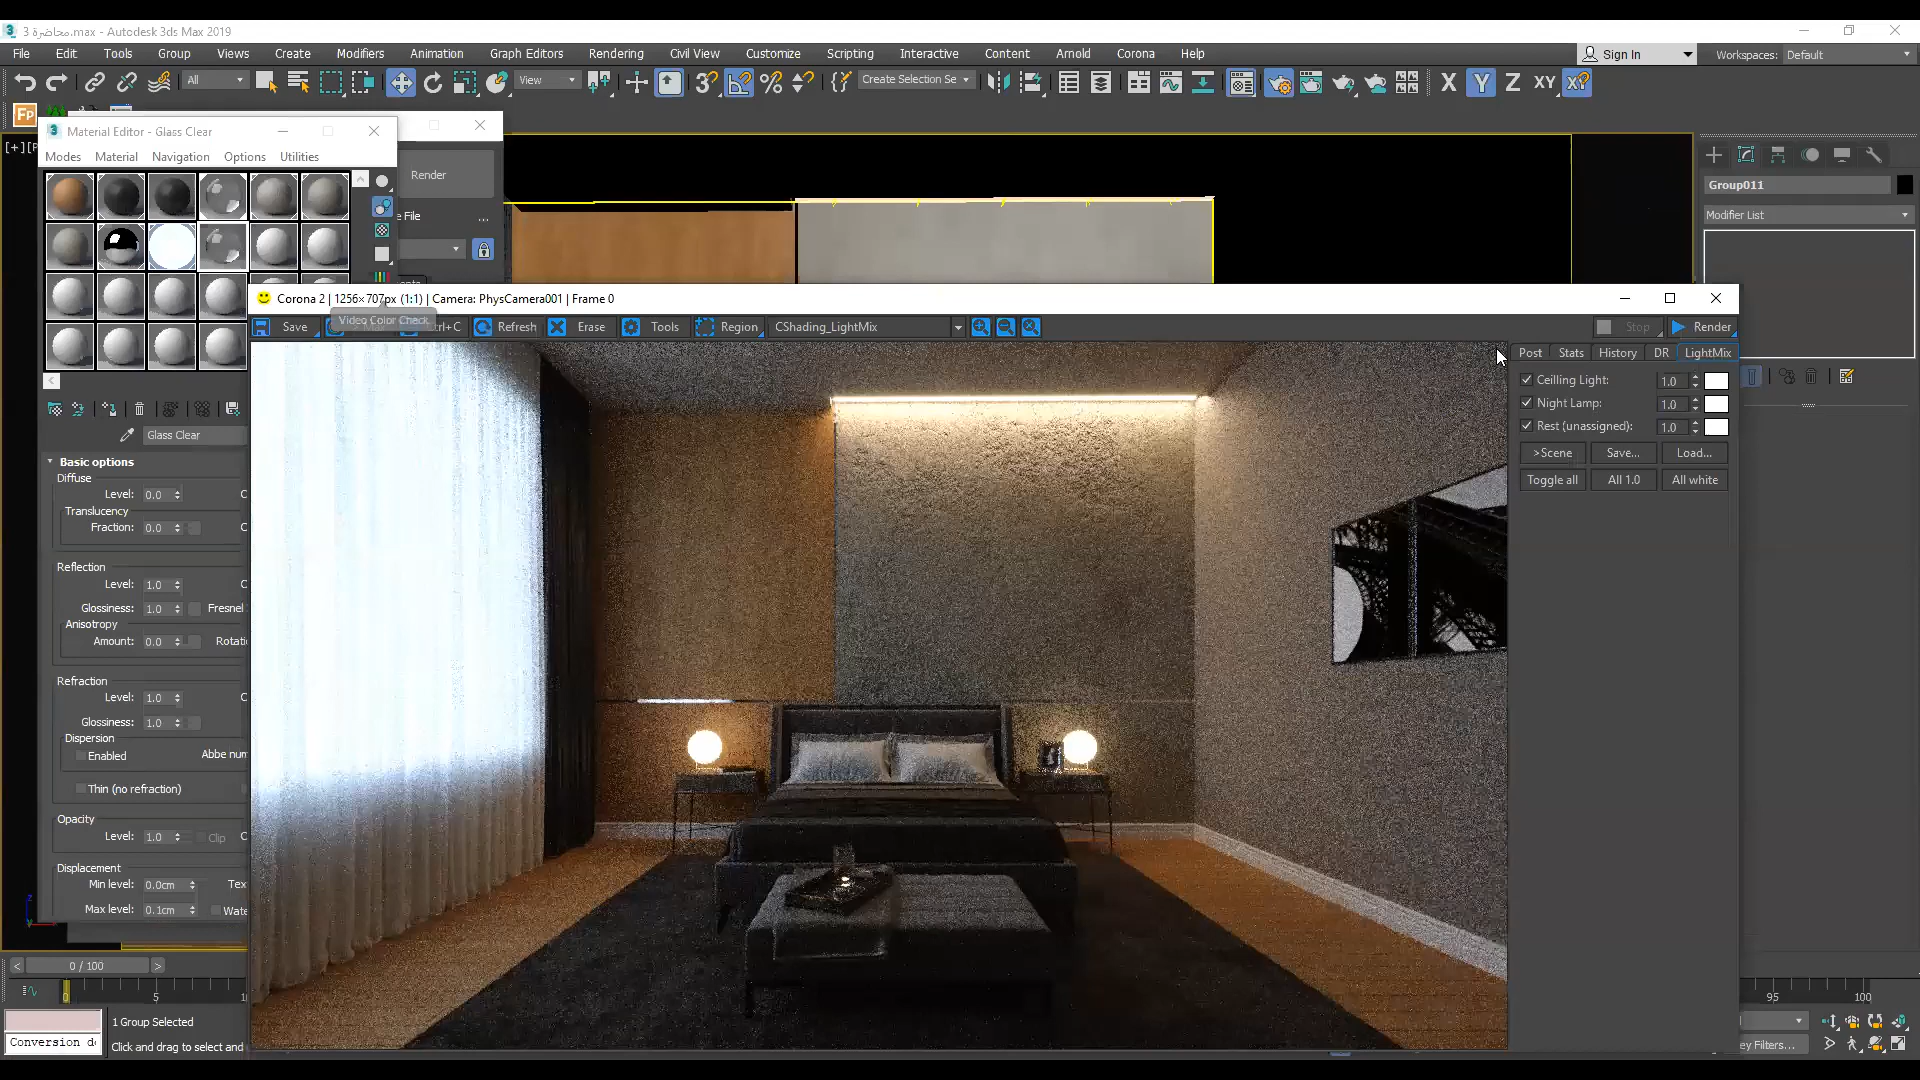 3 محاضرة.max - Autodesk 3ds Max 2019
File Edit Tools Group Views Create Modifiers Animation Graph Editors Rendering Civil View Customize Scripting Interactive Content Arnold Corona Help
Sign In
Workspaces: Default
All
View
Create Selection Se
X Y Z XY XY
Fp
[+]
Material Editor - Glass Clear
Modes Material Navigation Options Utilities
Render
e File
...
Group011
Modifier List
Corona 2 | 1256×707px (1:1) | Camera: PhysCamera001 | Frame 0
Video Color Check
Save
trl+C Refresh Erase Tools Region CShading_LightMix
Stop Render
Post Stats History DR LightMix
Ceilling Light: 1.0
Night Lamp: 1.0
Rest (unassigned): 1.0
>Scene Save... Load...
Toggle all All 1.0 All white
Glass Clear
Basic options
Diffuse
Level: 0.0
Translucency
Fraction: 0.0
Reflection
Level: 1.0
Glossiness: 1.0 Fresnel
Anisotropy
Amount: 0.0 Rotati
Refraction
Level: 1.0
Glossiness: 1.0
Dispersion
Enabled Abbe num
Thin (no refraction)
Opacity
Level: 1.0 Clip
Displacement
Min level: 0.0cm Tex
Max level: 0.1cm Wate
< 0 / 100 >
0 5 95 100
1 Group Selected
Conversion de
Click and drag to select and
ey Filters...